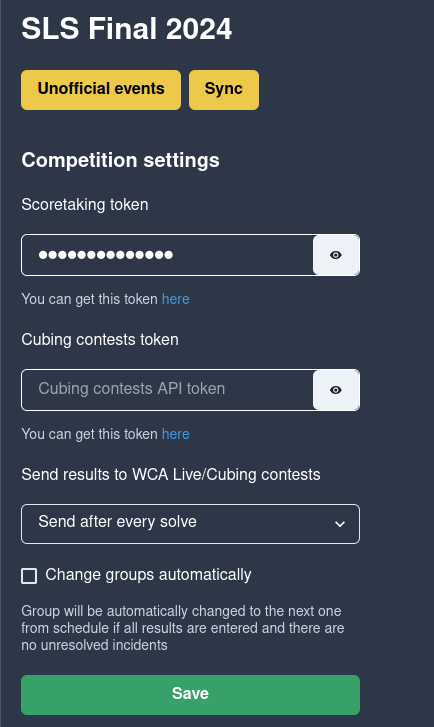 SLS Final 2024
Unofficial events Sync
Competition settings
Scoretaking token
●●●●●●●●●●●●●●
You can get this token here
Cubing contests token
Cubing contests API token
You can get this token here
Send results to WCA Live/Cubing contests
Send after every solve
Change groups automatically
Group will be automatically changed to the next one
from schedule if all results are entered and there are
no unresolved incidents
Save